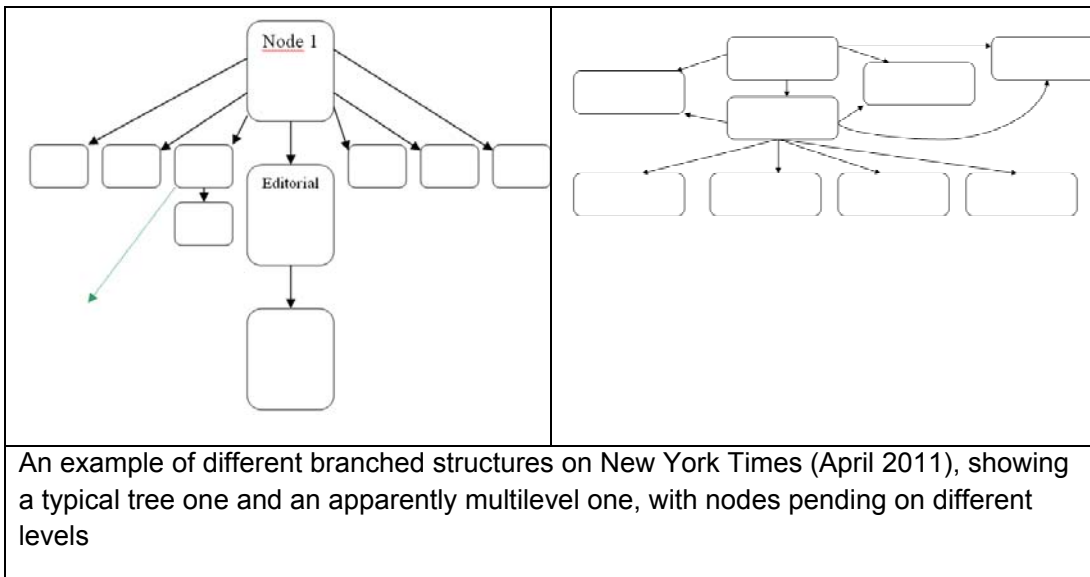 Node 1
Editorial
An example of different branched structures on New York Times (April 2011), showing
a typical tree one and an apparently multilevel one, with nodes pending on different
levels